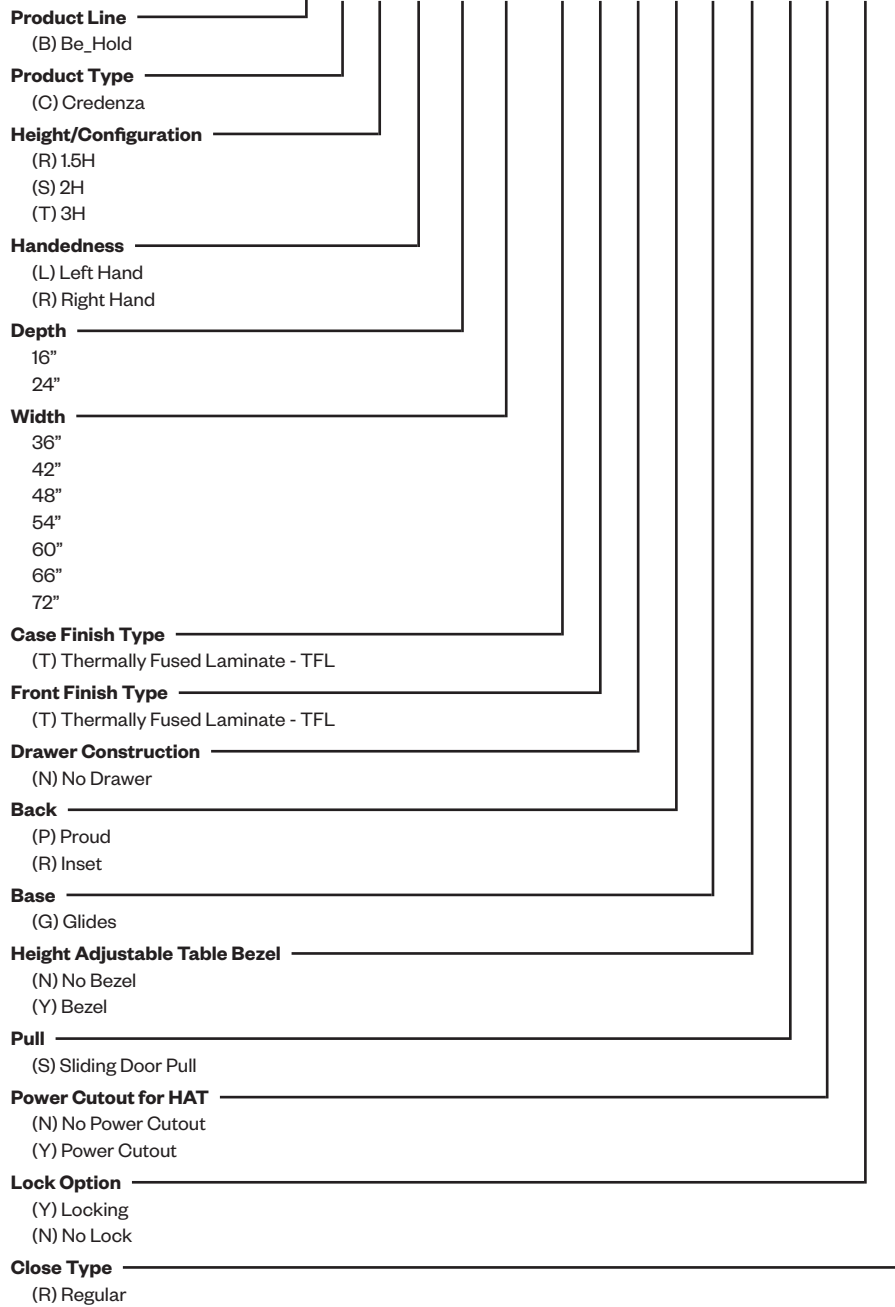 Product Line
(B) Be_Hold
Product Type
(C) Credenza
Height/Configuration
(R) 1.5H
(S) 2H
(T) 3H
Handedness
(L) Left Hand
(R) Right Hand
Depth
16”
24”
Width
36”
42”
48”
54”
60”
66”
72”
Case Finish Type
(T) Thermally Fused Laminate - TFL
Front Finish Type
(T) Thermally Fused Laminate - TFL
Drawer Construction
(N) No Drawer
Back
(P) Proud
(R) Inset
Base
(G) Glides
Height Adjustable Table Bezel
(N) No Bezel
(Y) Bezel
Pull
(S) Sliding Door Pull
Power Cutout for HAT
(N) No Power Cutout
(Y) Power Cutout
Lock Option
(Y) Locking
(N) No Lock
Close Type
(R) Regular